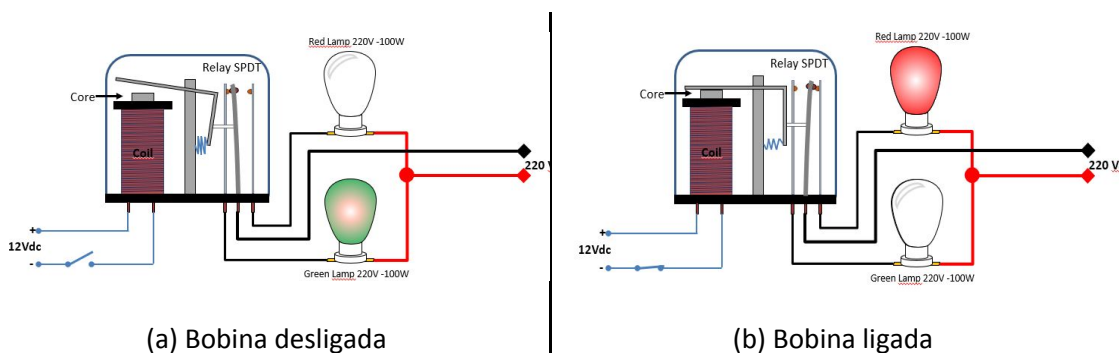 Red Lamp 220V -100W
Relay SPDT
Core
Coil
220 V
+
12Vdc
-
Green Lamp 220V -100W
(a) Bobina desligada
Red Lamp 220V -100W
Relay SPDT
Core
Coil
220 V
+
12Vdc
-
Green Lamp 220V -100W
(b) Bobina ligada